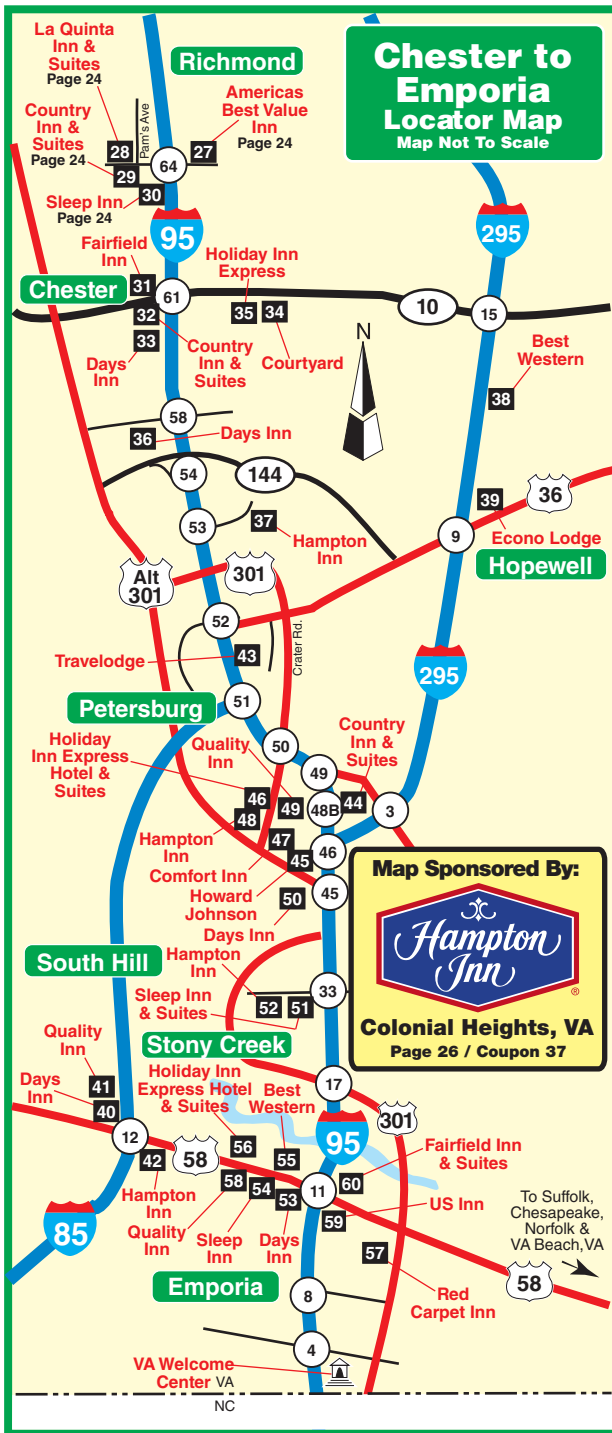 Chester to
Emporia
Locator Map
Map Not To Scale
La Quinta
Inn &
Suites
Page 24
Richmond
Country
Inn &
Suites
Page 24
Pam's Ave
Americas
Best Value
Inn
Page 24
28
27
64
29
30
Sleep Inn
Page 24
95
295
Fairfield
Inn
Holiday Inn
Express
Chester
31
61
32
35
34
10
15
33
Days
Inn
Country
Inn &
Suites
Courtyard
N
Best
Western
38
58
36
Days Inn
54
144
39
36
53
37
Hampton
Inn
9
Econo Lodge
Hopewell
Alt
301
301
52
Crater Rd.
Travelodge
43
295
51
Petersburg
Holiday
Inn Express
Hotel &
Suites
Quality
Inn
50
Country
Inn &
Suites
49
46
49
48B
44
3
48
Hampton
Inn
47
46
Comfort Inn
45
Howard
Johnson
45
50
Days Inn
Map Sponsored By:
Hampton
Inn
®
Colonial Heights, VA
Page 26 / Coupon 37
South Hill
Hampton
Inn
33
Sleep Inn
& Suites
52
51
Stony Creek
Quality
Inn
41
Days
Inn
40
Holiday Inn
Express Hotel
& Suites
Best
Western
17
301
95
12
58
56
55
Fairfield Inn
& Suites
42
Hampton
Inn
58
54
53
11
60
59
US Inn
Quality
Inn
Sleep
Inn
Days
Inn
To Suffolk,
Chesapeake,
Norfolk &
VA Beach,VA
85
57
58
Emporia
8
Red
Carpet Inn
4
VA Welcome
Center
VA
NC